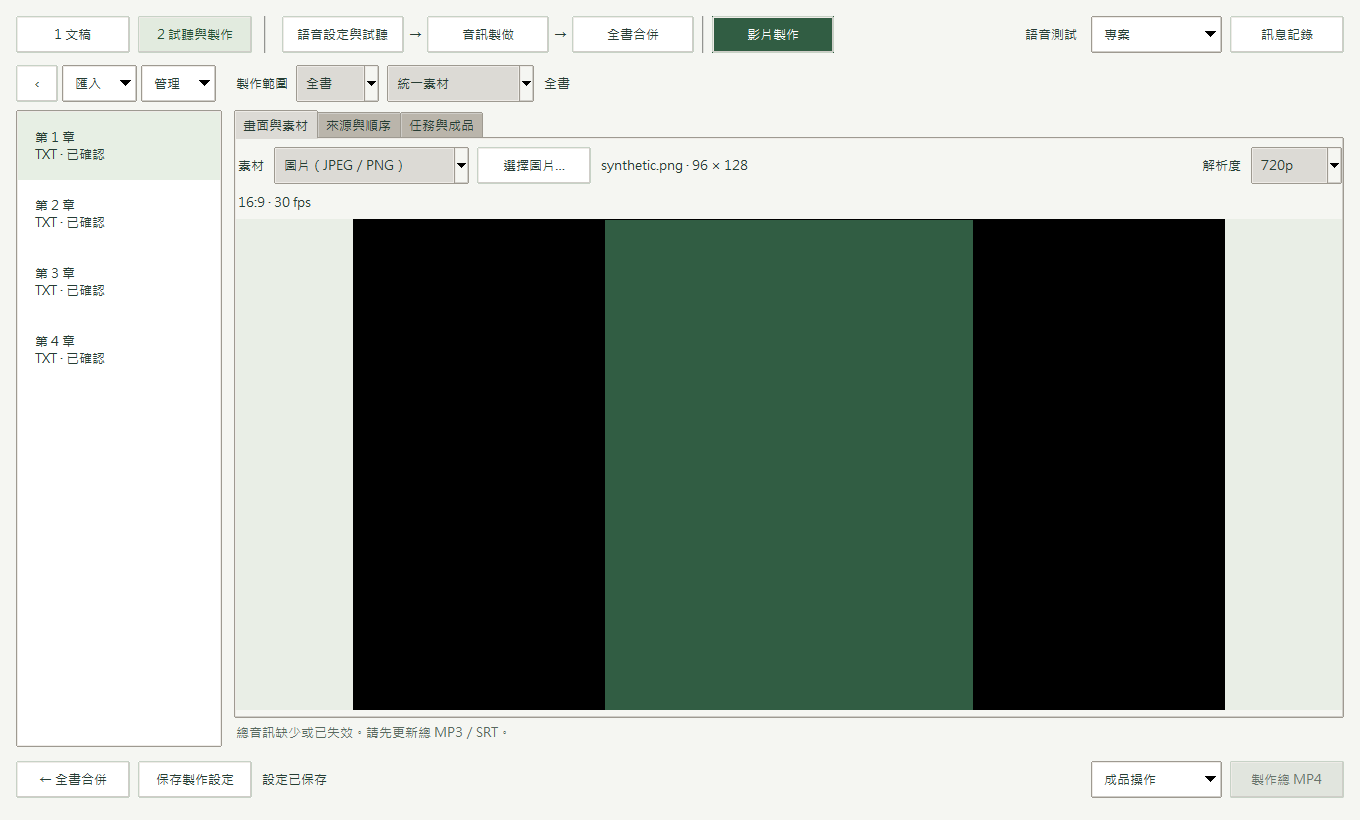 1 文稿
2 試聽與製作
語音設定與試聽
→
音訊製做
→
全書合併
影片製作
語音測試
專案
訊息記錄
‹
匯入
管理
製作範圍
全書
統一素材
全書
第 1 章
TXT · 已確認
第 2 章
TXT · 已確認
第 3 章
TXT · 已確認
第 4 章
TXT · 已確認
畫面與素材
來源與順序
任務與成品
素材
圖片 ( JPEG / PNG )
選擇圖片...
synthetic.png · 96 × 128
解析度
720p
16:9 · 30 fps
總音訊缺少或已失效。請先更新總 MP3 / SRT。
← 全書合併
保存製作設定
設定已保存
成品操作
製作總 MP4